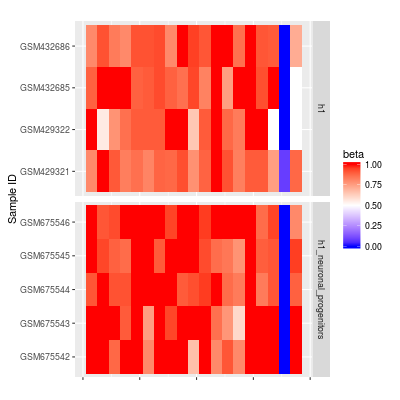 GSM432686
GSM432685
GSM429322
GSM429321
h1
GSM675546
GSM675545
GSM675544
GSM675543
GSM675542
h1_neuronal_progenitors
Sample ID
beta
1.00
0.75
0.50
0.25
0.00